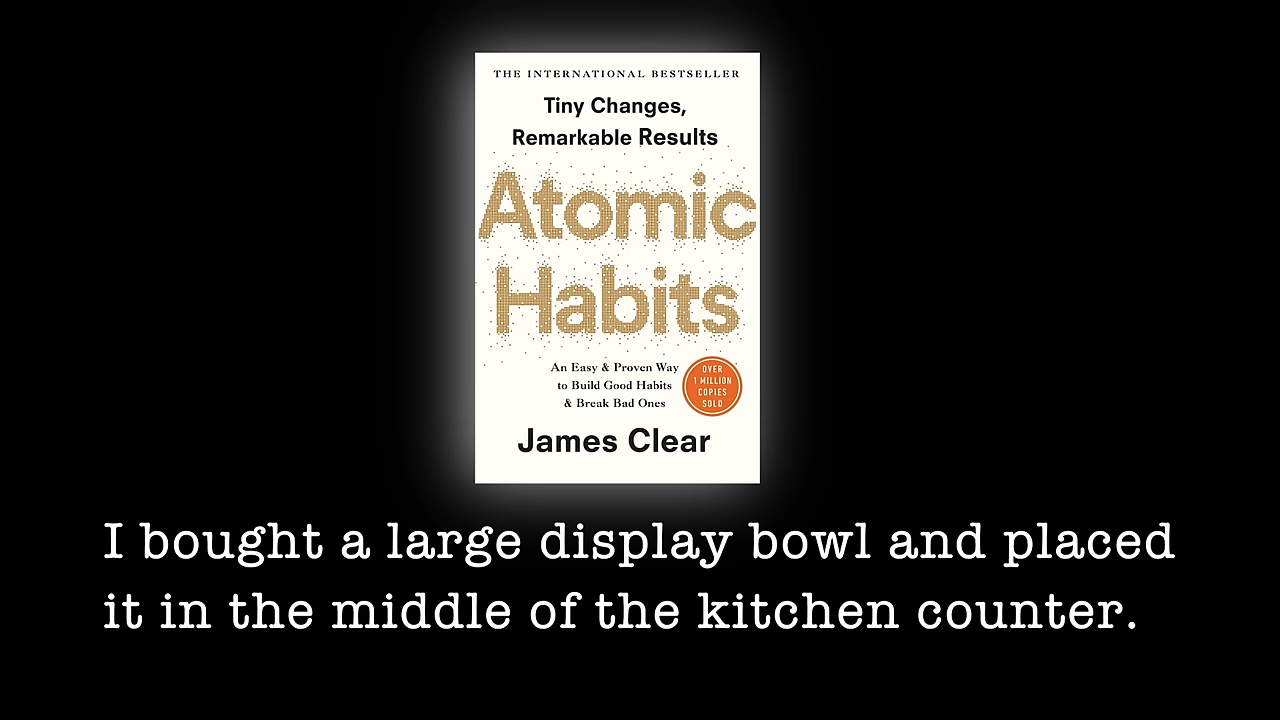 THE INTERNATIONAL BESTSELLER
Tiny Changes,
Remarkable Results
Atomic
Habits
An Easy & Proven Way
to Build Good Habits
& Break Bad Ones
OVER
1 MILLION
COPIES
SOLD
James Clear
I bought a large display bowl and placed
it in the middle of the kitchen counter.